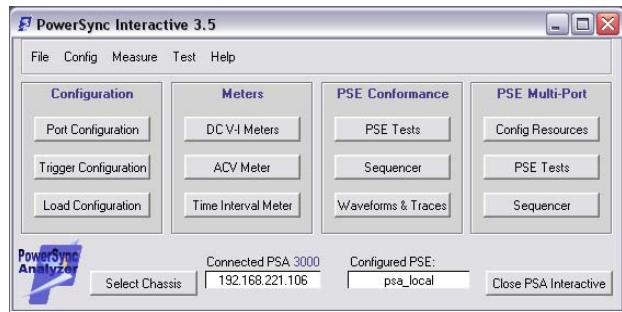 PowerSync Interactive 3.5
File Config Measure Test Help
Configuration Meters PSE Conformance PSE Multi-Port
Port Configuration DC V-I Meters PSE Tests Config Resources
Trigger Configuration ACV Meter Sequencer PSE Tests
Load Configuration Time Interval Meter Waveforms & Traces Sequencer
PowerSync Analyzer
Connected PSA 3000 Configured PSE:
Select Chassis 192.168.221.106 psa_local Close PSA Interactive